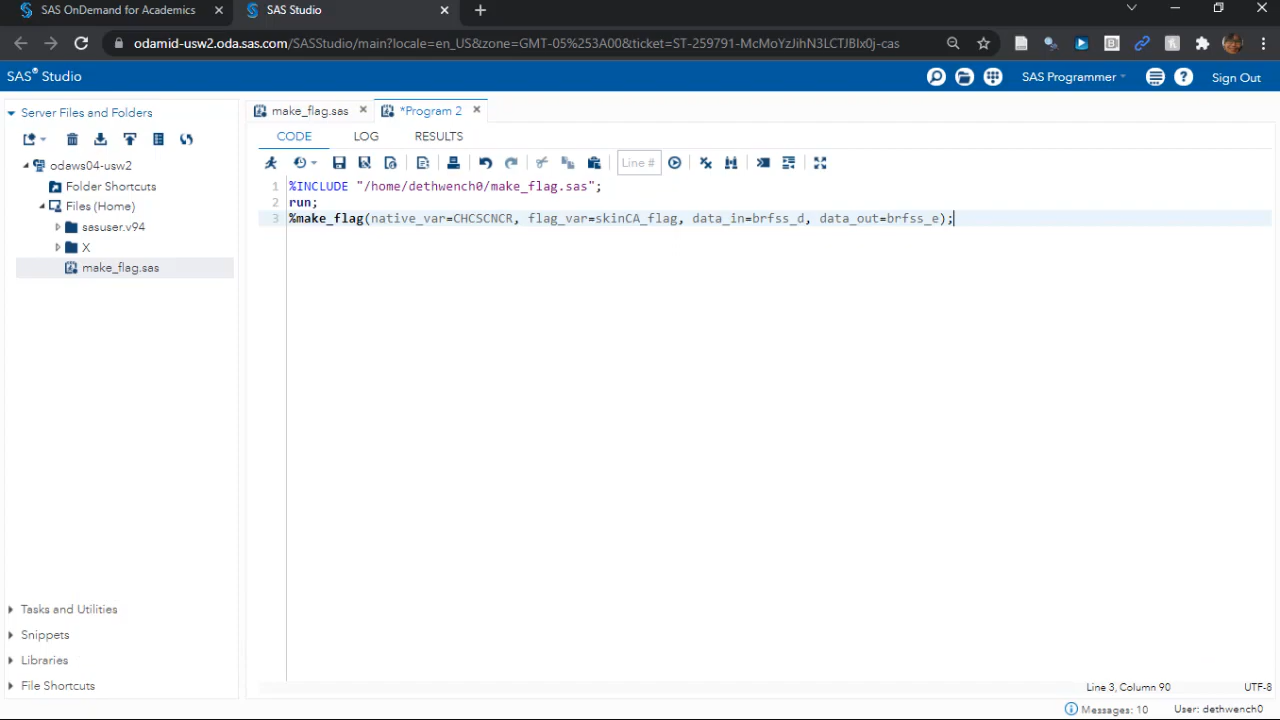 SAS OnDemand for Academics
SAS Studio
odamid-usw2.oda.sas.com/SASStudio/main?locale=en_US&zone=GMT-05%253A00&ticket=ST-259791-McMoYzJihN3LCTJBIx0j-cas
SAS® Studio
SAS Programmer
Sign Out
Server Files and Folders
make_flag.sas
*Program 2
CODE
LOG
RESULTS
Line #
odaws04-usw2
Folder Shortcuts
Files (Home)
sasuser.v94
X
make_flag.sas
1 %INCLUDE "/home/dethwench0/make_flag.sas";
2 run;
3 %make_flag(native_var=CHCSCNCR, flag_var=skinCA_flag, data_in=brfss_d, data_out=brfss_e);
Tasks and Utilities
Snippets
Libraries
File Shortcuts
Line 3, Column 90
UTF-8
Messages: 10
User: dethwench0